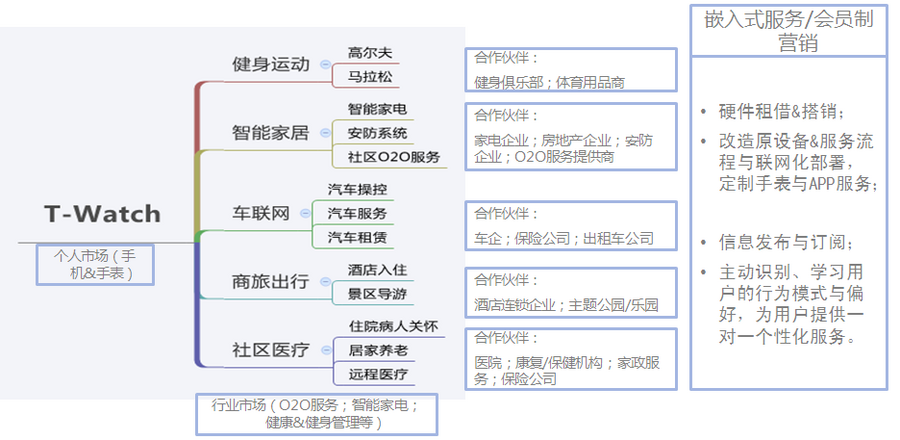 T-Watch
个人市场（手
机&手表）
健身运动
高尔夫
马拉松
智能家居
智能家电
安防系统
社区O2O服务
车联网
汽车操控
汽车服务
汽车租赁
商旅出行
酒店入住
景区导游
社区医疗
住院病人关怀
居家养老
远程医疗
行业市场（O2O服务；智能家电；
健康&健身管理等）
合作伙伴：
健身俱乐部；体育用品商
合作伙伴：
家电企业；房地产企业；安防
企业；O2O服务提供商
合作伙伴：
车企；保险公司；出租车公司
合作伙伴：
酒店连锁企业；主题公园/乐园
合作伙伴：
医院；康复/保健机构；家政服
务；保险公司
嵌入式服务/会员制
营销
• 硬件租借&搭销；
• 改造原设备&服务流
程与联网化部署，
定制手表与APP服务；
• 信息发布与订阅；
• 主动识别、学习用
户的行为模式与偏
好，为用户提供一
对一个性化服务。